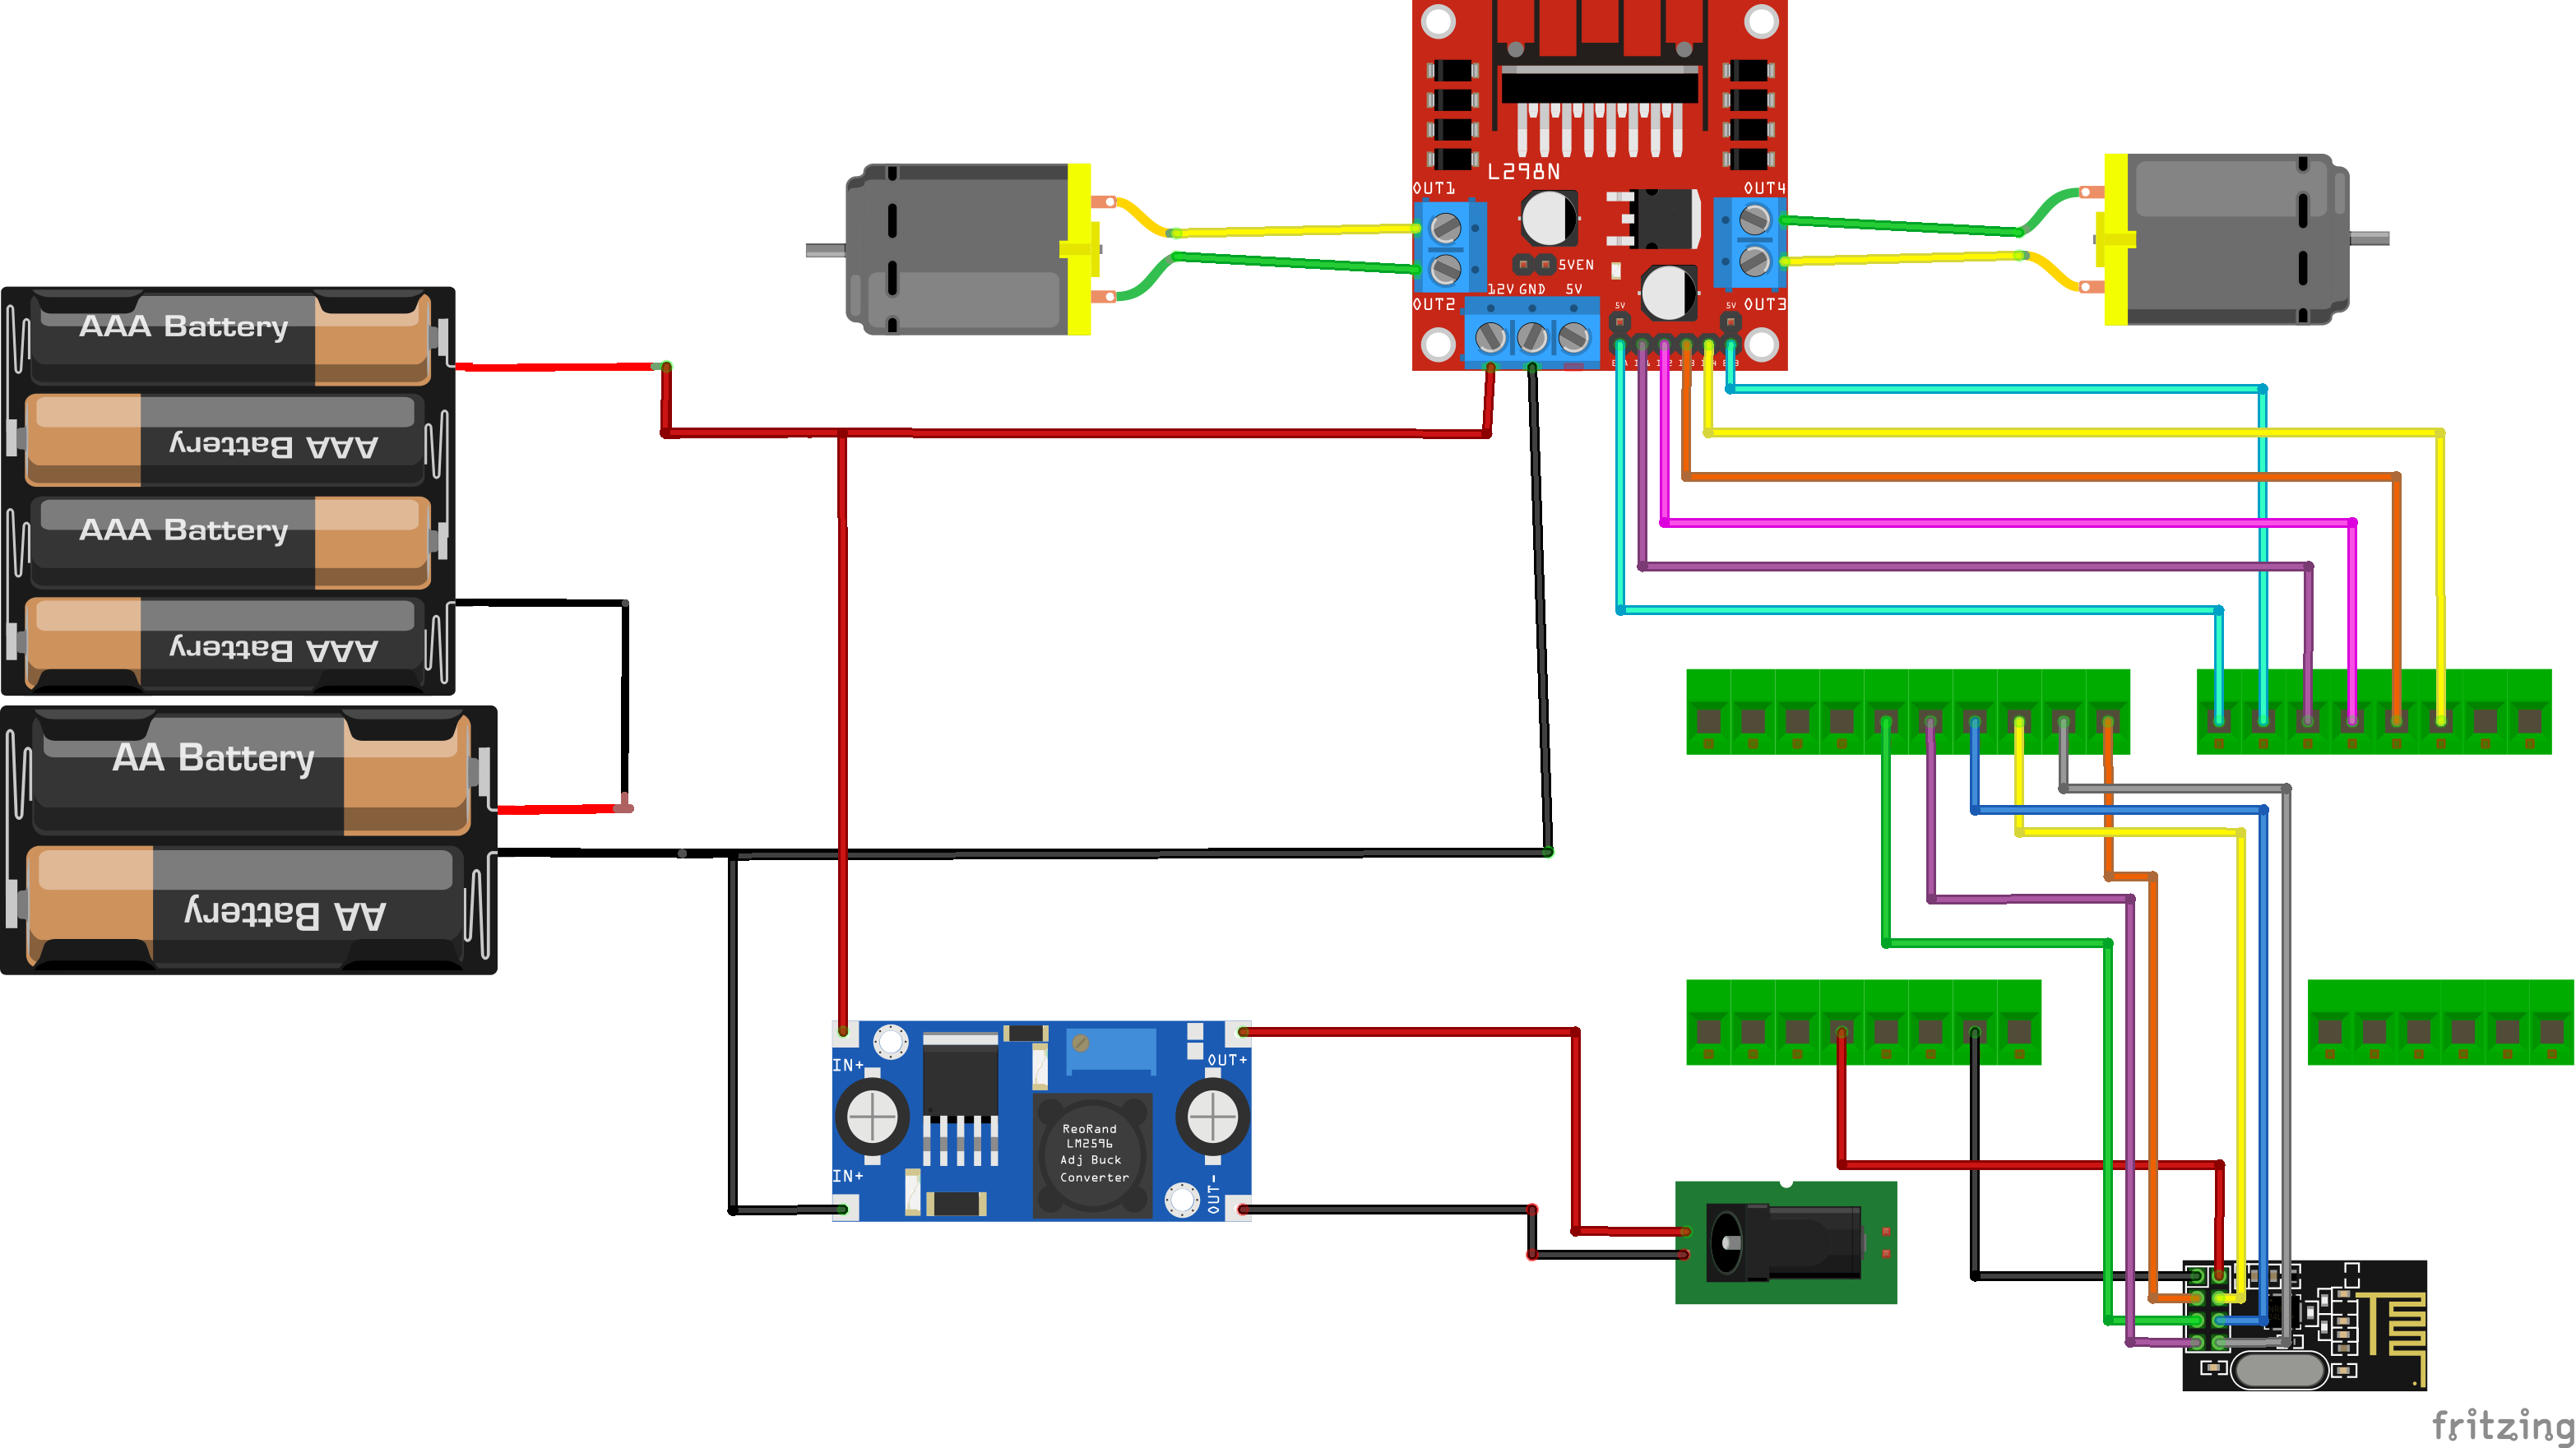 L298N
OUT1
OUT4
5VEN
12V GND 5V
OUT2
5V
5V
OUT3
AAA Battery
AAA Battery
AAA Battery
AAA Battery
AA Battery
AA Battery
IN+
OUT+
ReoRand
LM2596
Adj Buck
Converter
IN+
OUT-
fritzing